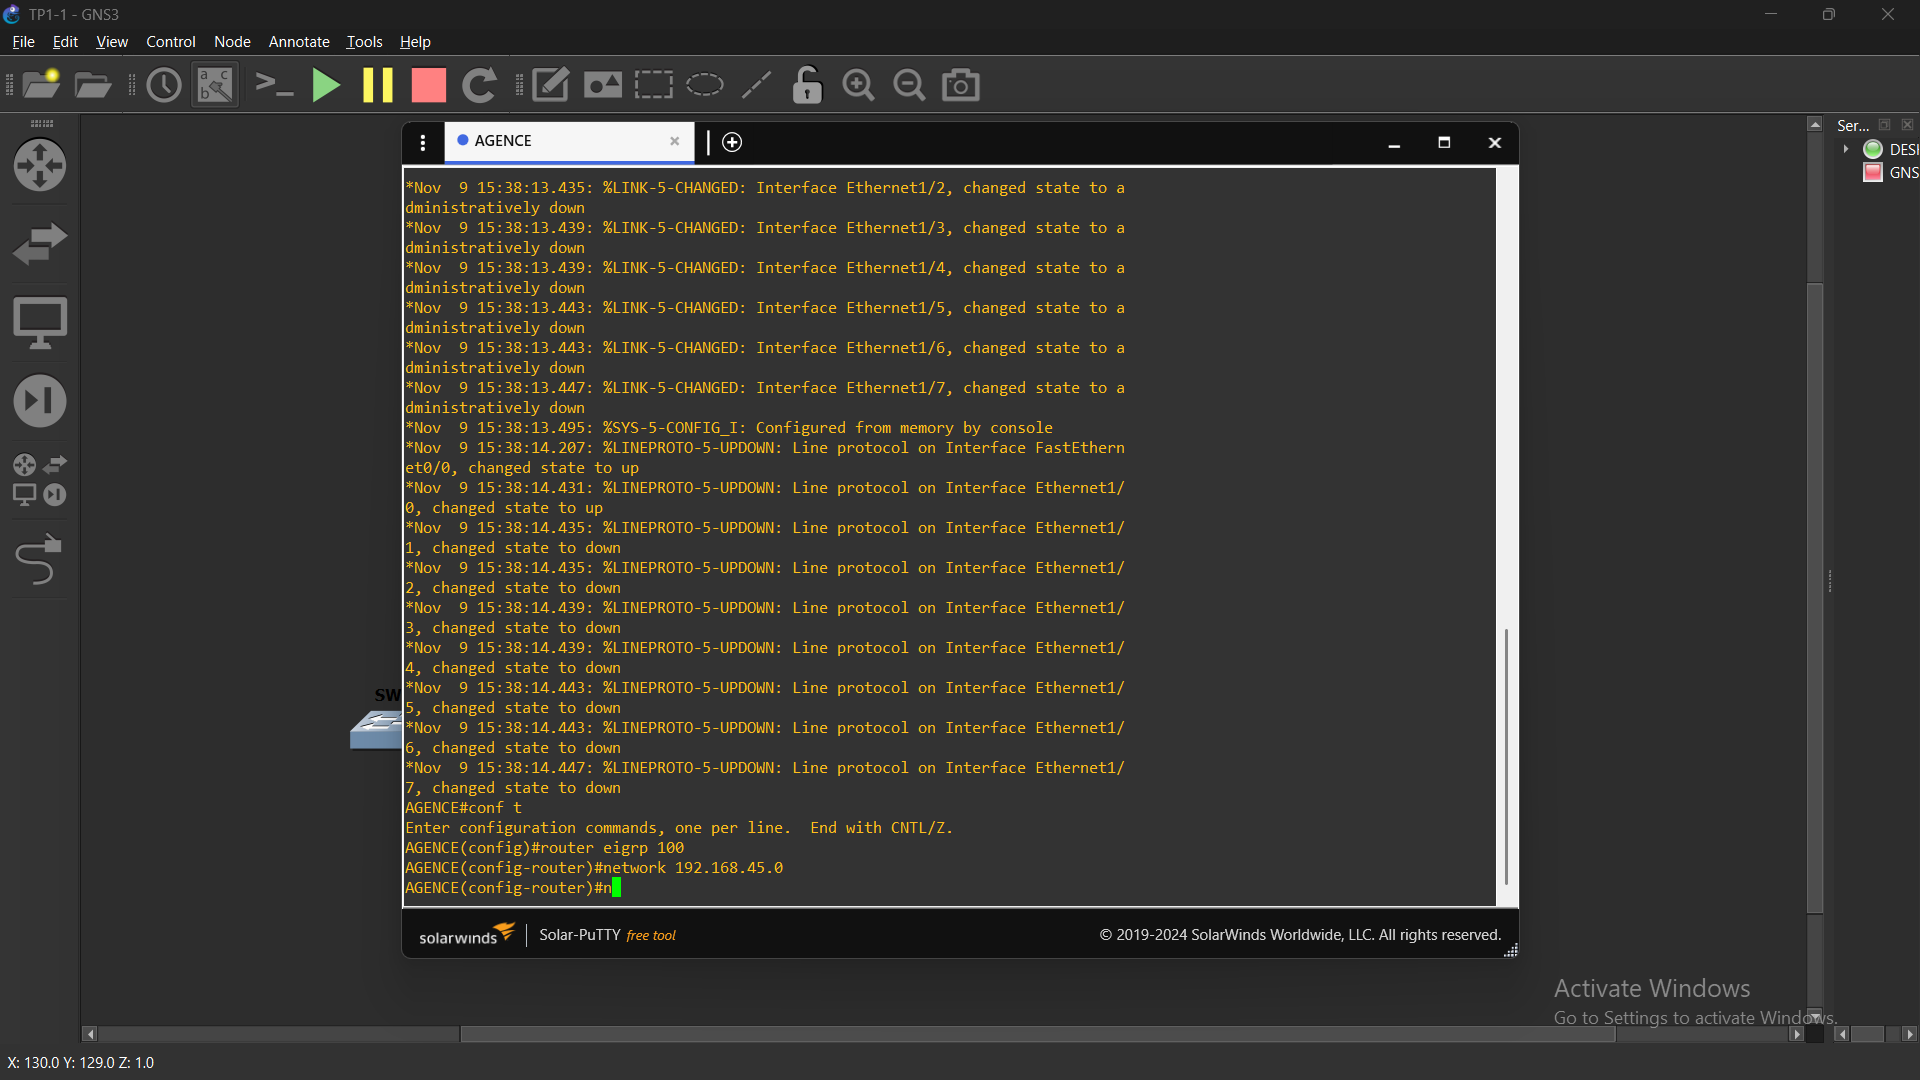 TP1-1 - GNS3
File Edit View Control Node Annotate Tools Help
a c
b
AGENCE
Ser...
DESI
GNS
*Nov  9 15:38:13.435: %LINK-5-CHANGED: Interface Ethernet1/2, changed state to a
dministratively down
*Nov  9 15:38:13.439: %LINK-5-CHANGED: Interface Ethernet1/3, changed state to a
dministratively down
*Nov  9 15:38:13.439: %LINK-5-CHANGED: Interface Ethernet1/4, changed state to a
dministratively down
*Nov  9 15:38:13.443: %LINK-5-CHANGED: Interface Ethernet1/5, changed state to a
dministratively down
*Nov  9 15:38:13.443: %LINK-5-CHANGED: Interface Ethernet1/6, changed state to a
dministratively down
*Nov  9 15:38:13.447: %LINK-5-CHANGED: Interface Ethernet1/7, changed state to a
dministratively down
*Nov  9 15:38:13.495: %SYS-5-CONFIG_I: Configured from memory by console
*Nov  9 15:38:14.207: %LINEPROTO-5-UPDOWN: Line protocol on Interface FastEthern
et0/0, changed state to up
*Nov  9 15:38:14.431: %LINEPROTO-5-UPDOWN: Line protocol on Interface Ethernet1/
0, changed state to up
*Nov  9 15:38:14.435: %LINEPROTO-5-UPDOWN: Line protocol on Interface Ethernet1/
1, changed state to down
*Nov  9 15:38:14.435: %LINEPROTO-5-UPDOWN: Line protocol on Interface Ethernet1/
2, changed state to down
*Nov  9 15:38:14.439: %LINEPROTO-5-UPDOWN: Line protocol on Interface Ethernet1/
3, changed state to down
*Nov  9 15:38:14.439: %LINEPROTO-5-UPDOWN: Line protocol on Interface Ethernet1/
4, changed state to down
*Nov  9 15:38:14.443: %LINEPROTO-5-UPDOWN: Line protocol on Interface Ethernet1/
5, changed state to down
*Nov  9 15:38:14.443: %LINEPROTO-5-UPDOWN: Line protocol on Interface Ethernet1/
6, changed state to down
*Nov  9 15:38:14.447: %LINEPROTO-5-UPDOWN: Line protocol on Interface Ethernet1/
7, changed state to down
AGENCE#conf t
Enter configuration commands, one per line.  End with CNTL/Z.
AGENCE(config)#router eigrp 100
AGENCE(config-router)#network 192.168.45.0
AGENCE(config-router)#n
SW
solarwinds Solar-PuTTY free tool © 2019-2024 SolarWinds Worldwide, LLC. All rights reserved.
Activate Windows
Go to Settings to activate Windows.
X: 130.0 Y: 129.0 Z: 1.0